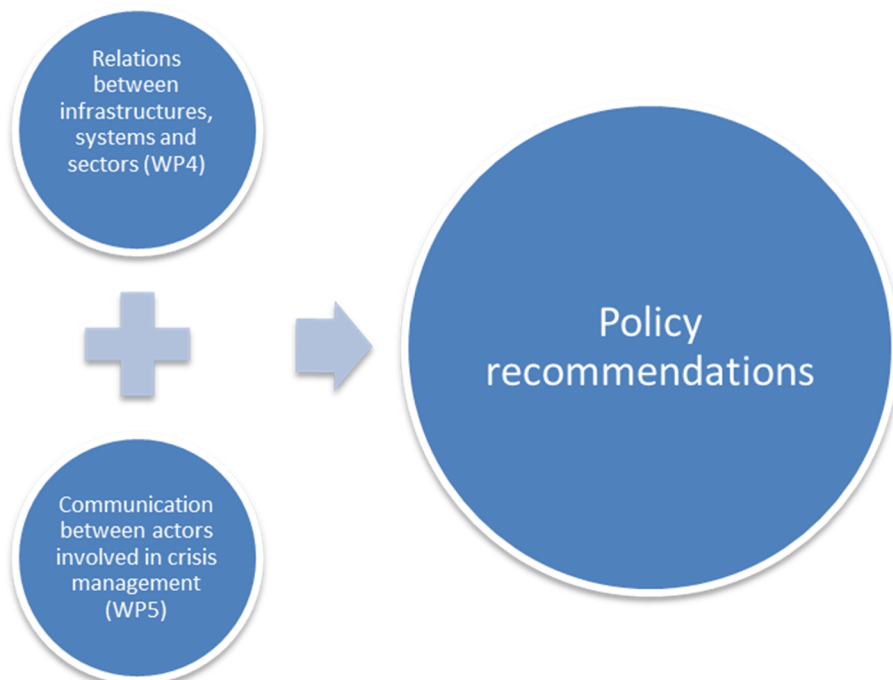 Relations
between
infrastructures,
systems and
sectors (WP4)
Communication
between actors
involved in crisis
management
(WP5)
Policy
recommendations